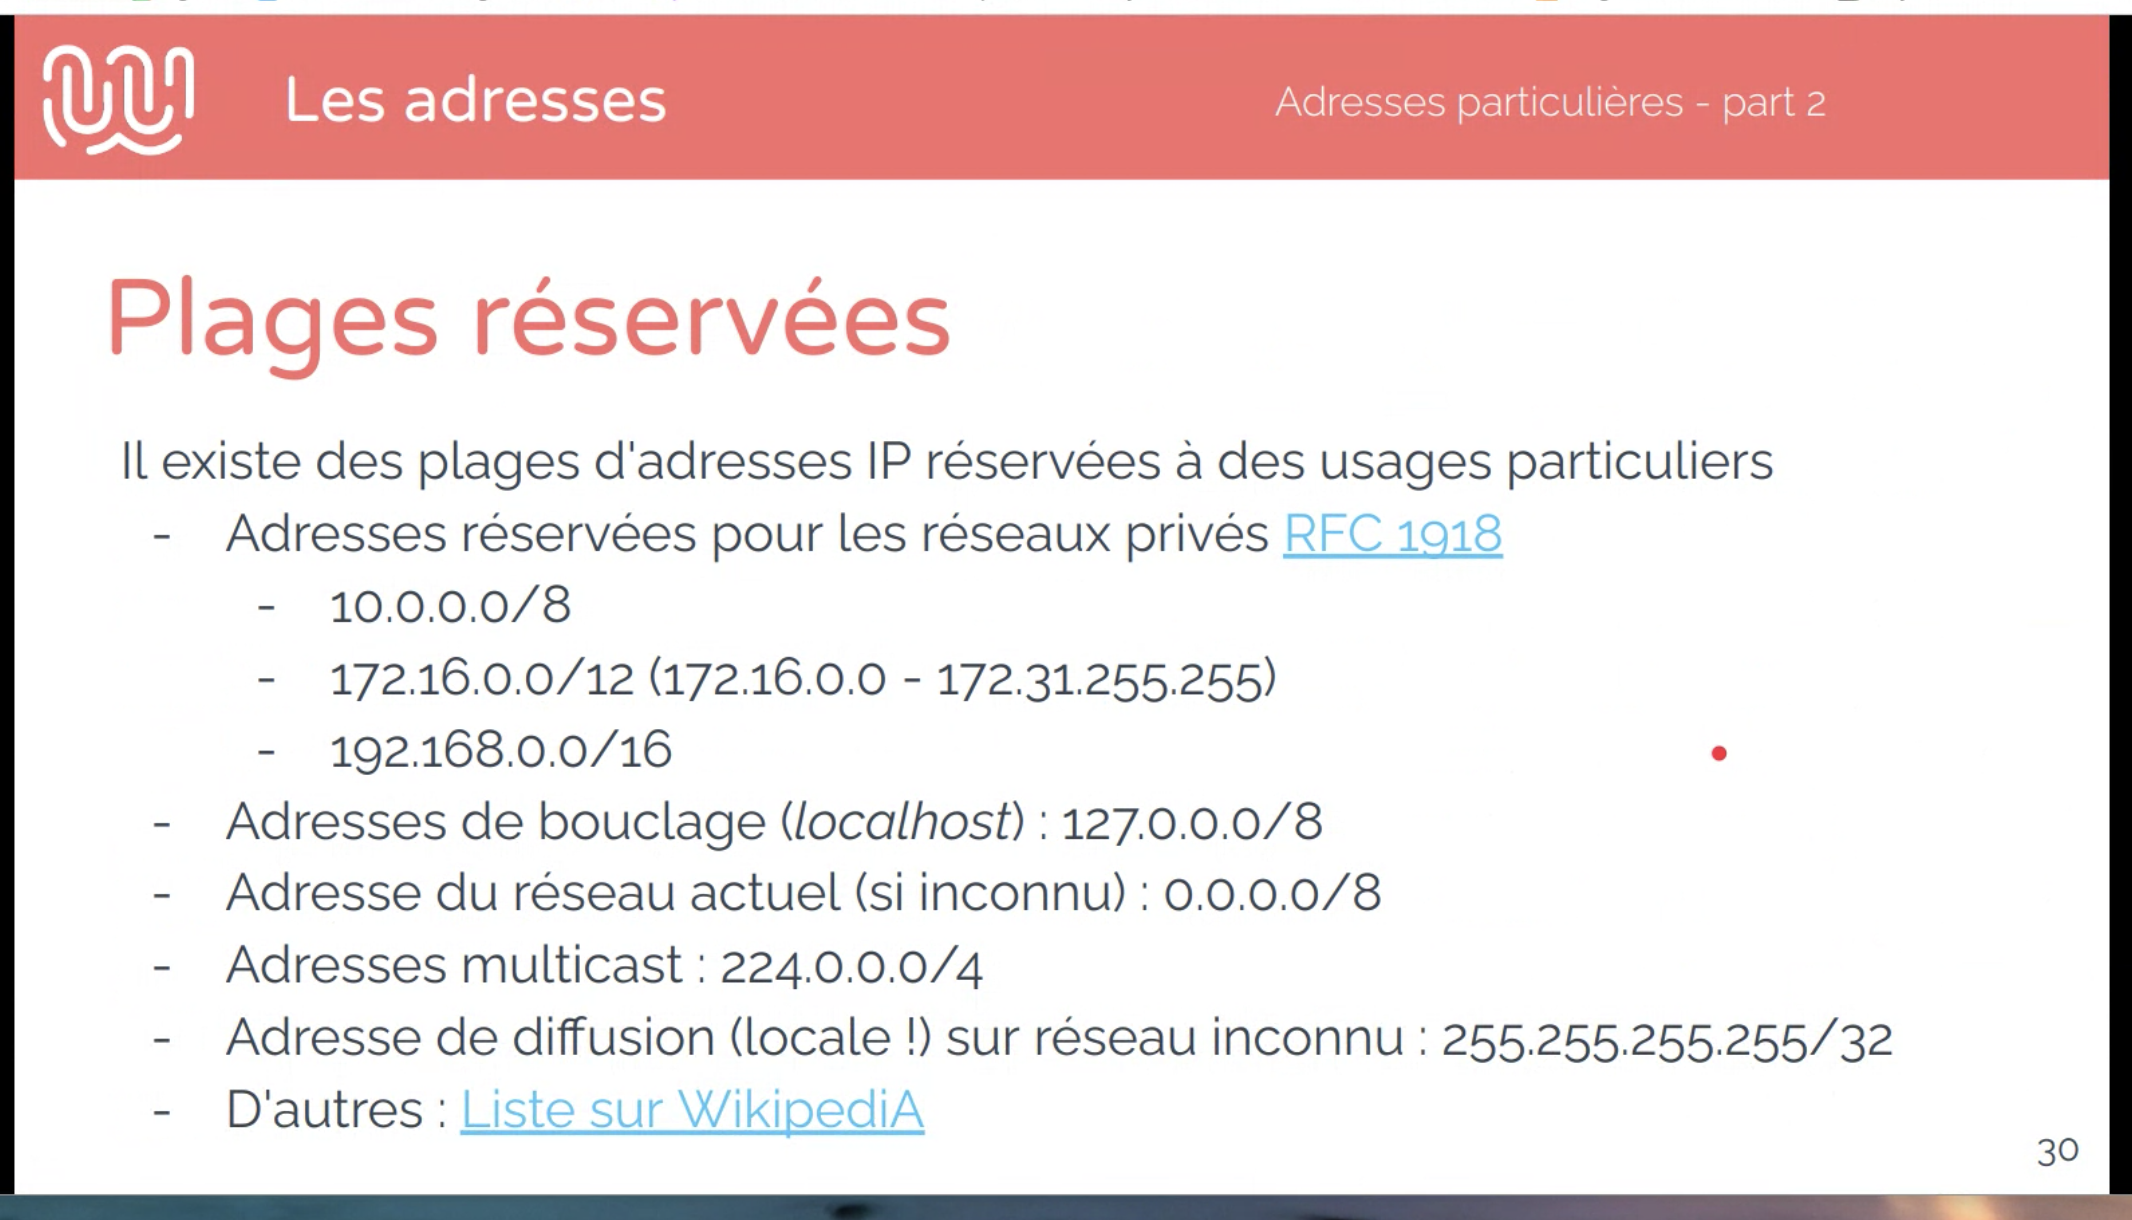 Les adresses
Adresses particulières - part 2
Plages réservées
Il existe des plages d'adresses IP réservées à des usages particuliers
- Adresses réservées pour les réseaux privés RFC 1918
- 10.0.0.0/8
- 172.16.0.0/12 (172.16.0.0 - 172.31.255.255)
- 192.168.0.0/16
- Adresses de bouclage (localhost) : 127.0.0.0/8
- Adresse du réseau actuel (si inconnu) : 0.0.0.0/8
- Adresses multicast : 224.0.0.0/4
- Adresse de diffusion (locale !) sur réseau inconnu : 255.255.255.255/32
- D'autres : Liste sur WikipediA
30